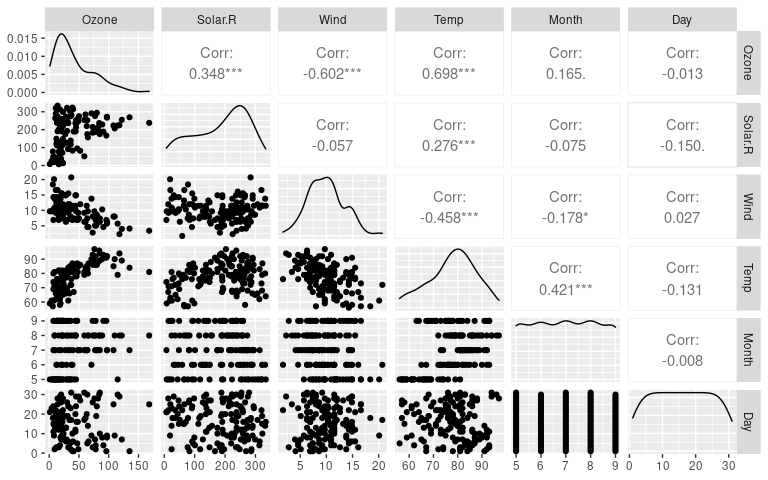 Ozone Solar.R Wind Temp Month Day
0.015
0.010
0.005
0.000
Corr:
0.348***
Corr:
-0.602***
Corr:
0.698***
Corr:
0.165.
Corr:
-0.013
Ozone
300
200
100
0
Corr:
-0.057
Corr:
0.276***
Corr:
-0.075
Corr:
-0.150.
Solar.R
20
15
10
5
Corr:
-0.458***
Corr:
-0.178*
Corr:
0.027
Wind
90
80
70
60
Corr:
0.421***
Corr:
-0.131
Temp
9
8
7
6
5
Corr:
-0.008
Month
30
20
10
0
Day
0 50 100 150 0 100 200 300 5 10 15 20 60 70 80 90 5 6 7 8 9 0 10 20 30